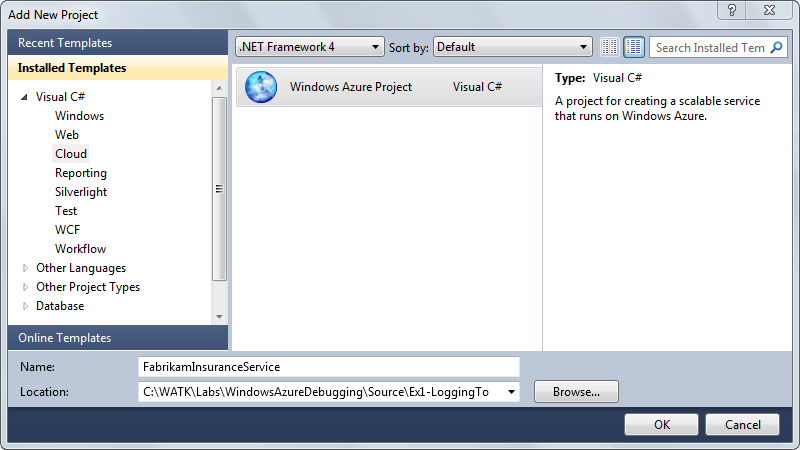 Add New Project
?
Recent Templates
Installed Templates
Visual C#
Windows
Web
Cloud
Reporting
Silverlight
Test
WCF
Workflow
Other Languages
Other Project Types
Database
Online Templates
.NET Framework 4 Sort by: Default Search Installed Tem
Windows Azure Project Visual C#
Type: Visual C#
A project for creating a scalable service
that runs on Windows Azure.
Name: FabrikamInsuranceService
Location: C:\WATK\Labs\WindowsAzureDebugging\Source\Ex1-LoggingTo Browse...
OK Cancel